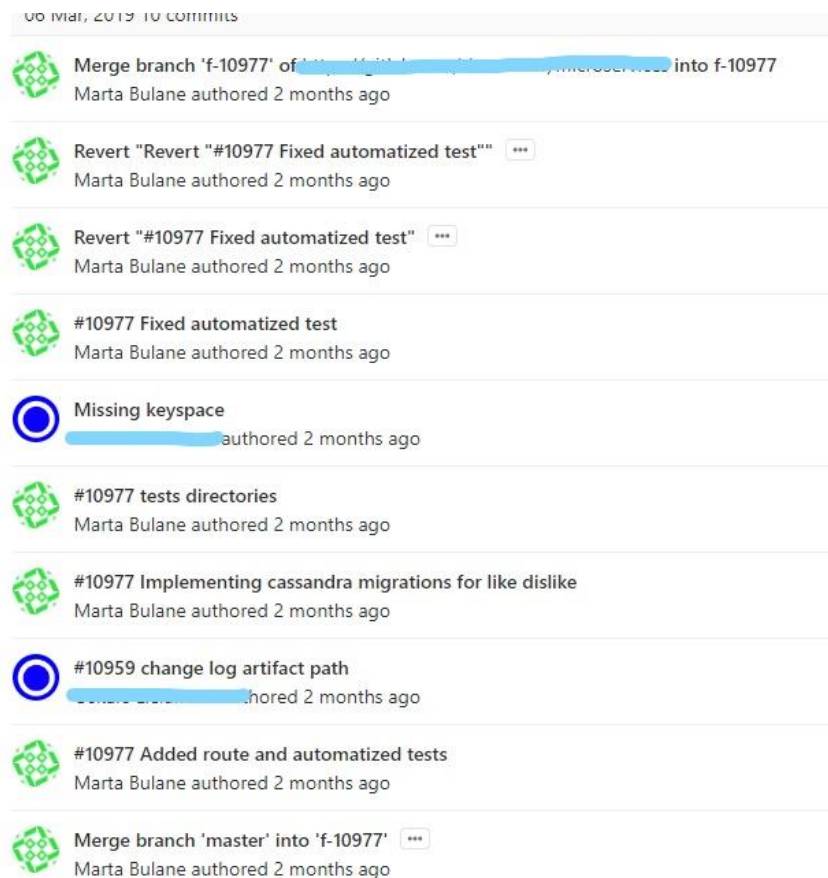 06 Mar, 2019 10 commits
Merge branch 'f-10977' of into f-10977
Marta Bulane authored 2 months ago
Revert "Revert "#10977 Fixed automatized test""
Marta Bulane authored 2 months ago
Revert "#10977 Fixed automatized test"
Marta Bulane authored 2 months ago
#10977 Fixed automatized test
Marta Bulane authored 2 months ago
Missing keyspace
authored 2 months ago
#10977 tests directories
Marta Bulane authored 2 months ago
#10977 Implementing cassandra migrations for like dislike
Marta Bulane authored 2 months ago
#10959 change log artifact path
2 months ago
#10977 Added route and automatized tests
Marta Bulane authored 2 months ago
Merge branch 'master' into 'f-10977'
Marta Bulane authored 2 months ago